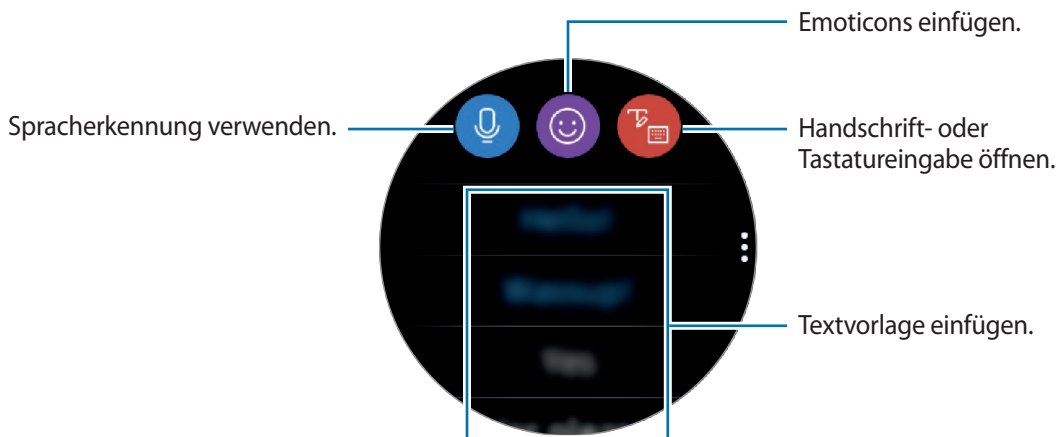 Emoticons einfügen.
Spracherkennung verwenden.
Handschrift- oder
Tastatureingabe öffnen.
Textvorlage einfügen.